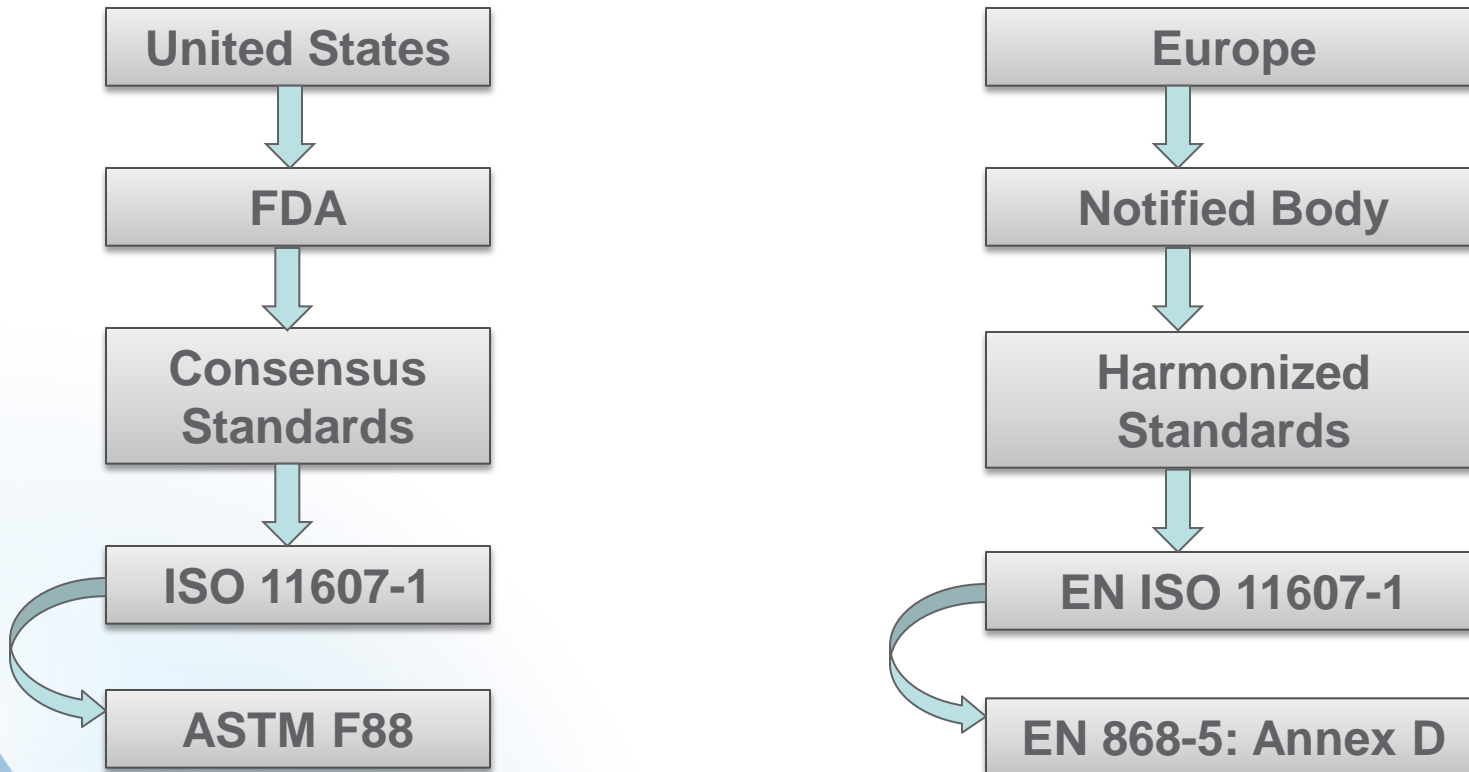 United States
FDA
Consensus
Standards
ISO 11607-1
ASTM F88
Europe
Notified Body
Harmonized
Standards
EN ISO 11607-1
EN 868-5: Annex D